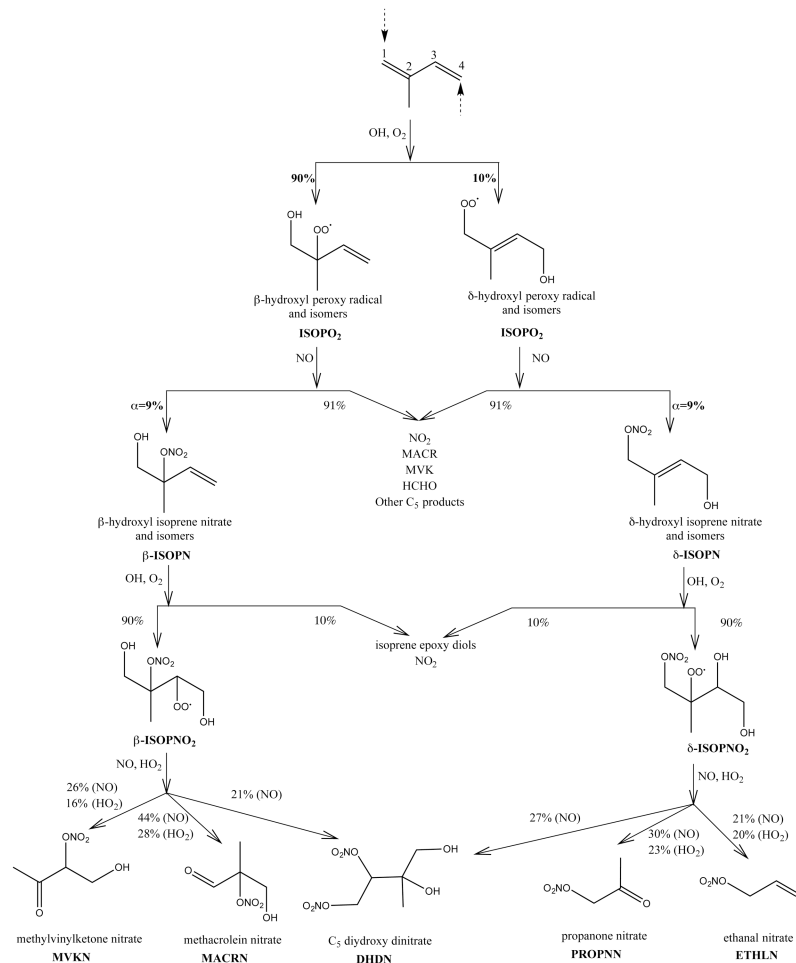 1
2
3
4
OH, O2
90%
10%
OH
OO·
OO·
OH
β-hydroxyl peroxy radical
and isomers
ISOPO2
δ-hydroxyl peroxy radical
and isomers
ISOPO2
NO
NO
α=9%
91%
91%
α=9%
NO2
MACR
MVK
HCHO
Other C5 products
OH
ONO2
ONO2
OH
β-hydroxyl isoprene nitrate
and isomers
β-ISOPN
δ-hydroxyl isoprene nitrate
and isomers
δ-ISOPN
OH, O2
OH, O2
90%
10%
10%
90%
isoprene epoxy diols
NO2
OH
ONO2
OO·
OH
β-ISOPNO2
ONO2
OH
OO·
OH
δ-ISOPNO2
NO, HO2
NO, HO2
26% (NO)
16% (HO2)
44% (NO)
28% (HO2)
21% (NO)
27% (NO)
30% (NO)
23% (HO2)
21% (NO)
20% (HO2)
ONO2
OH
O
O
ONO2
OH
O2NO
OH
OH
O2NO
O2NO
O
O2NO
methylvinylketone nitrate
MVKN
methacrolein nitrate
MACRN
C5 diydroxy dinitrate
DHDN
propanone nitrate
PROPNN
ethanal nitrate
ETHLN